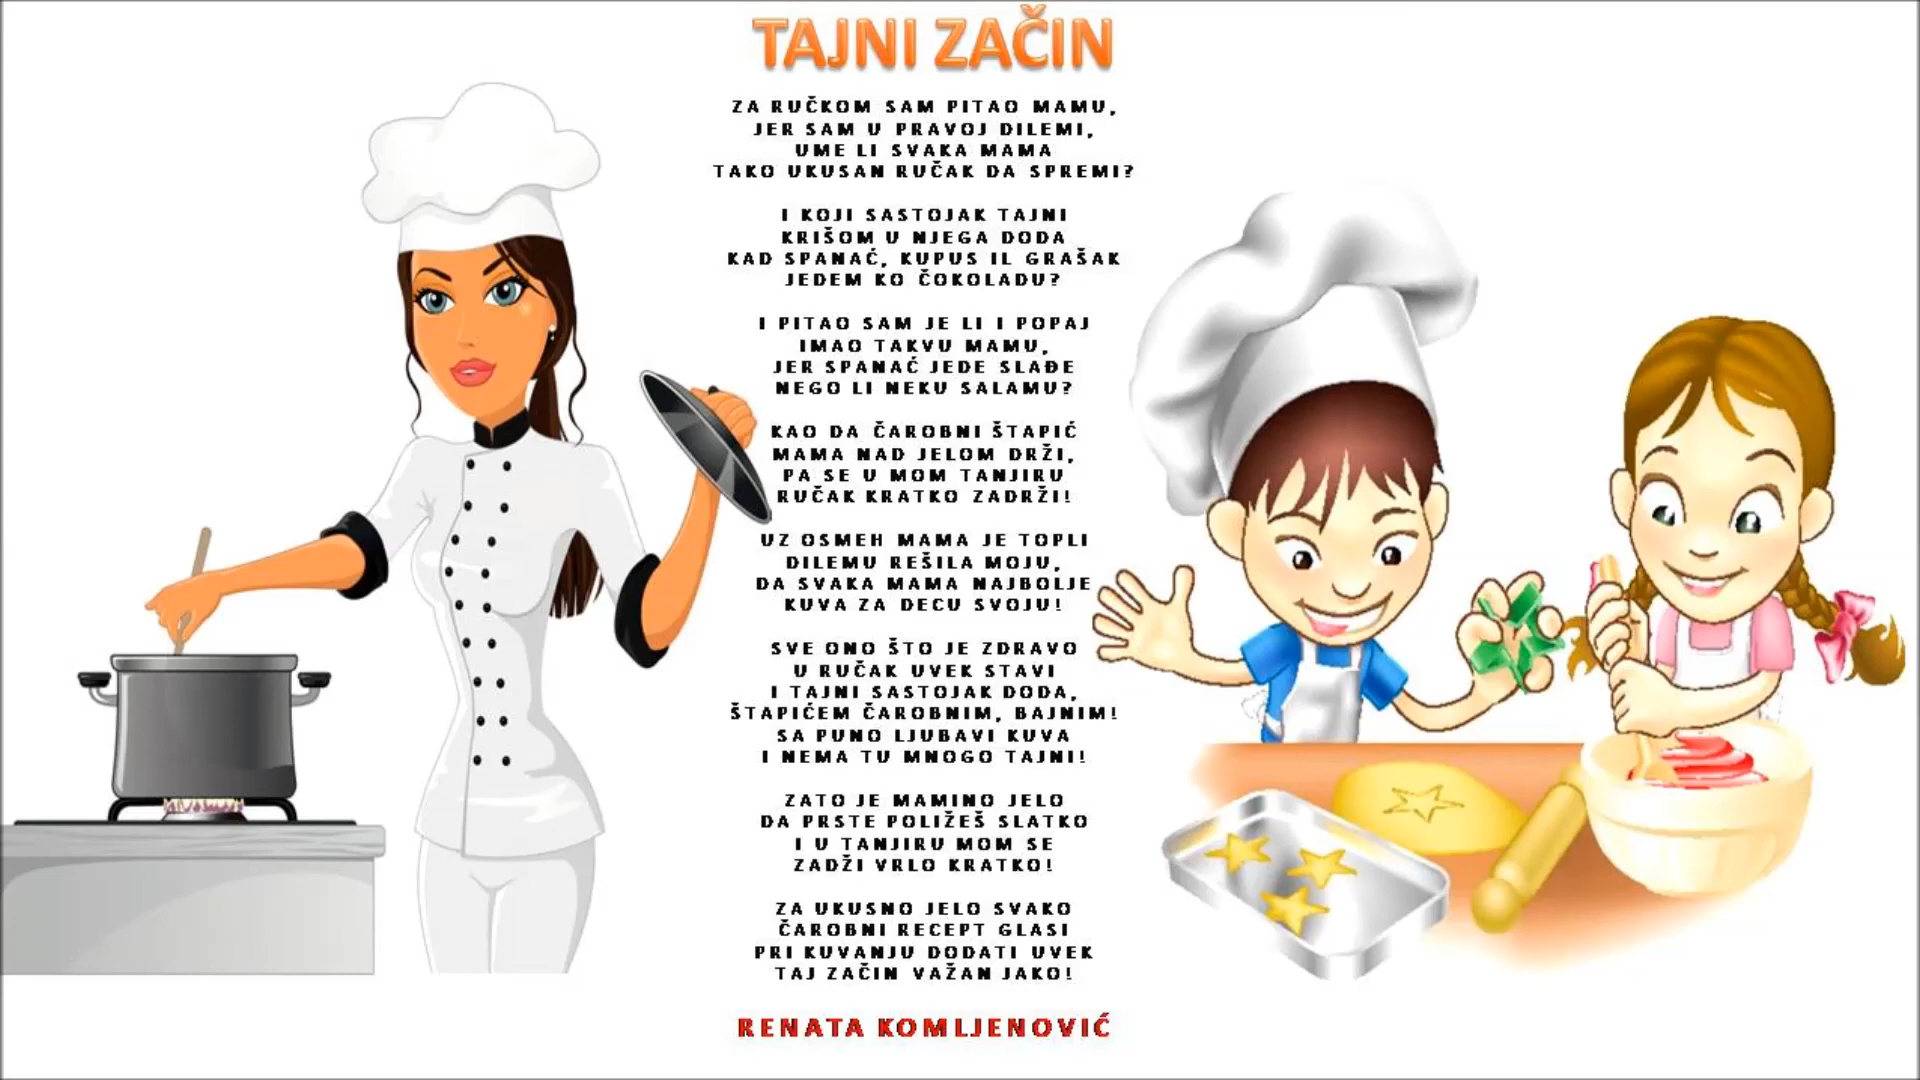 TAJNI ZAČIN
ZA RUČKOM SAM PITAO MAMU,
JER SAM U PRAVOJ DILEMI,
UME LI SVAKA MAMA
TAKO UKUSAN RUČAK DA SPREMI?
I KOJI SASTOJAK TAJNI
KRIŠOM U NJEGA DODA
KAD SPANAĆ, KUPUS IL GRAŠAK
JEDEM KO ČOKOLADU?
I PITAO SAM JE LI I POPAJ
IMAO TAKVU MAMU,
JER SPANAĆ JEDE SLAĐE
NEGO LI NEKU SALAMU?
KAO DA ČAROBNI ŠTAPIĆ
MAMA NAD JELOM DRŽI,
PA SE U MOM TANJIRU
RUČAK KRATKO ZADRŽI!
UZ OSMEH MAMA JE TOPLI
DILEMU REŠILA MOJU,
DA SVAKA MAMA NAJBOLJE
KUVA ZA DECU SVOJU!
SVE ONO ŠTO JE ZDRAVO
U RUČAK UVEK STAVI
I TAJNI SASTOJAK DODA,
ŠTAPIĆEM ČAROBNIM, BAJNIM!
SA PUNO LJUBAVI KUVA
I NEMA TU MNOGO TAJNI!
ZATO JE MAMINO JELO
DA PRSTE POLIŽEŠ SLATKO
I U TANJIRU MOM SE
ZADŽI VRLO KRATKO!
ZA UKUSNO JELO SVAKO
ČAROBNI RECEPT GLASI
PRI KUVANJU DODATI UVEK
TAJ ZAČIN VAŽAN JAKO!
RENATA KOMLJENOVIĆ